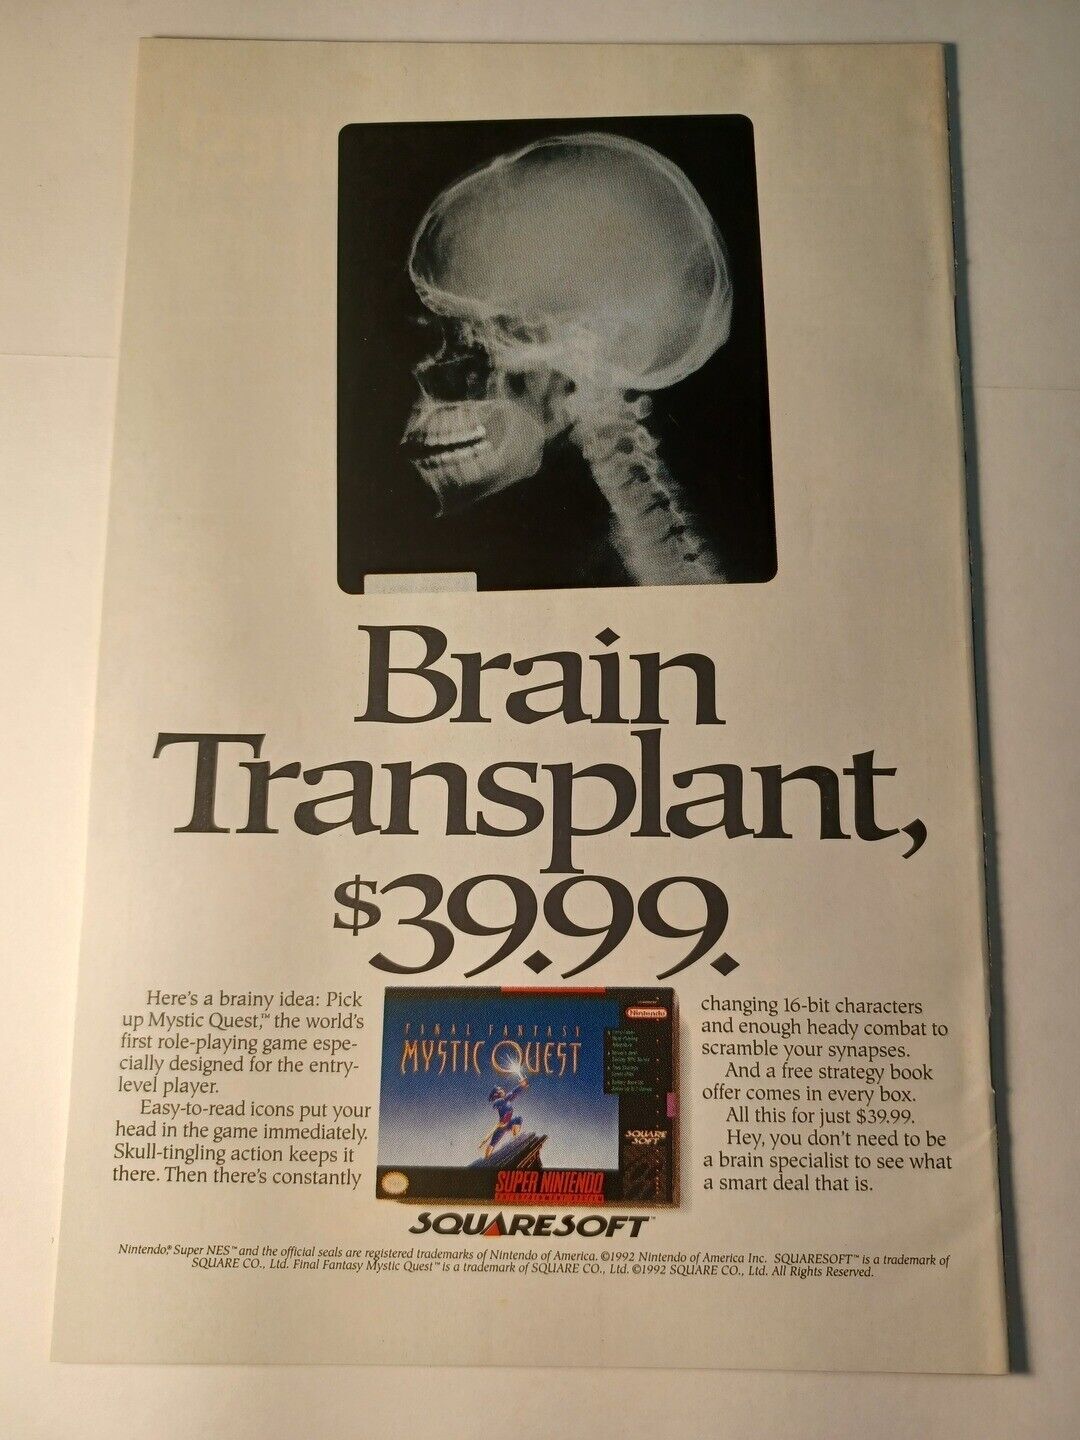 Brain
Transplant,
$39.99.
Here's a brainy idea: Pick
up Mystic Quest,™ the world's
first role-playing game espe-
cially designed for the entry-
level player.
Easy-to-read icons put your
head in the game immediately.
Skull-tingling action keeps it
there. Then there's constantly
FINAL FANTASY
MYSTIC QUEST
Nintendo
SQUARE
SOFT
SUPER NINTENDO
changing 16-bit characters
and enough heady combat to
scramble your synapses.
And a free strategy book
offer comes in every box.
All this for just $39.99.
Hey, you don't need to be
a brain specialist to see what
a smart deal that is.
SQUARESOFT™
Nintendo,® Super NES™ and the official seals are registered trademarks of Nintendo of America. ©1992 Nintendo of America Inc. SQUARESOFT™ is a trademark of
SQUARE CO., Ltd. Final Fantasy Mystic Quest™ is a trademark of SQUARE CO., Ltd. ©1992 SQUARE CO., Ltd. All Rights Reserved.